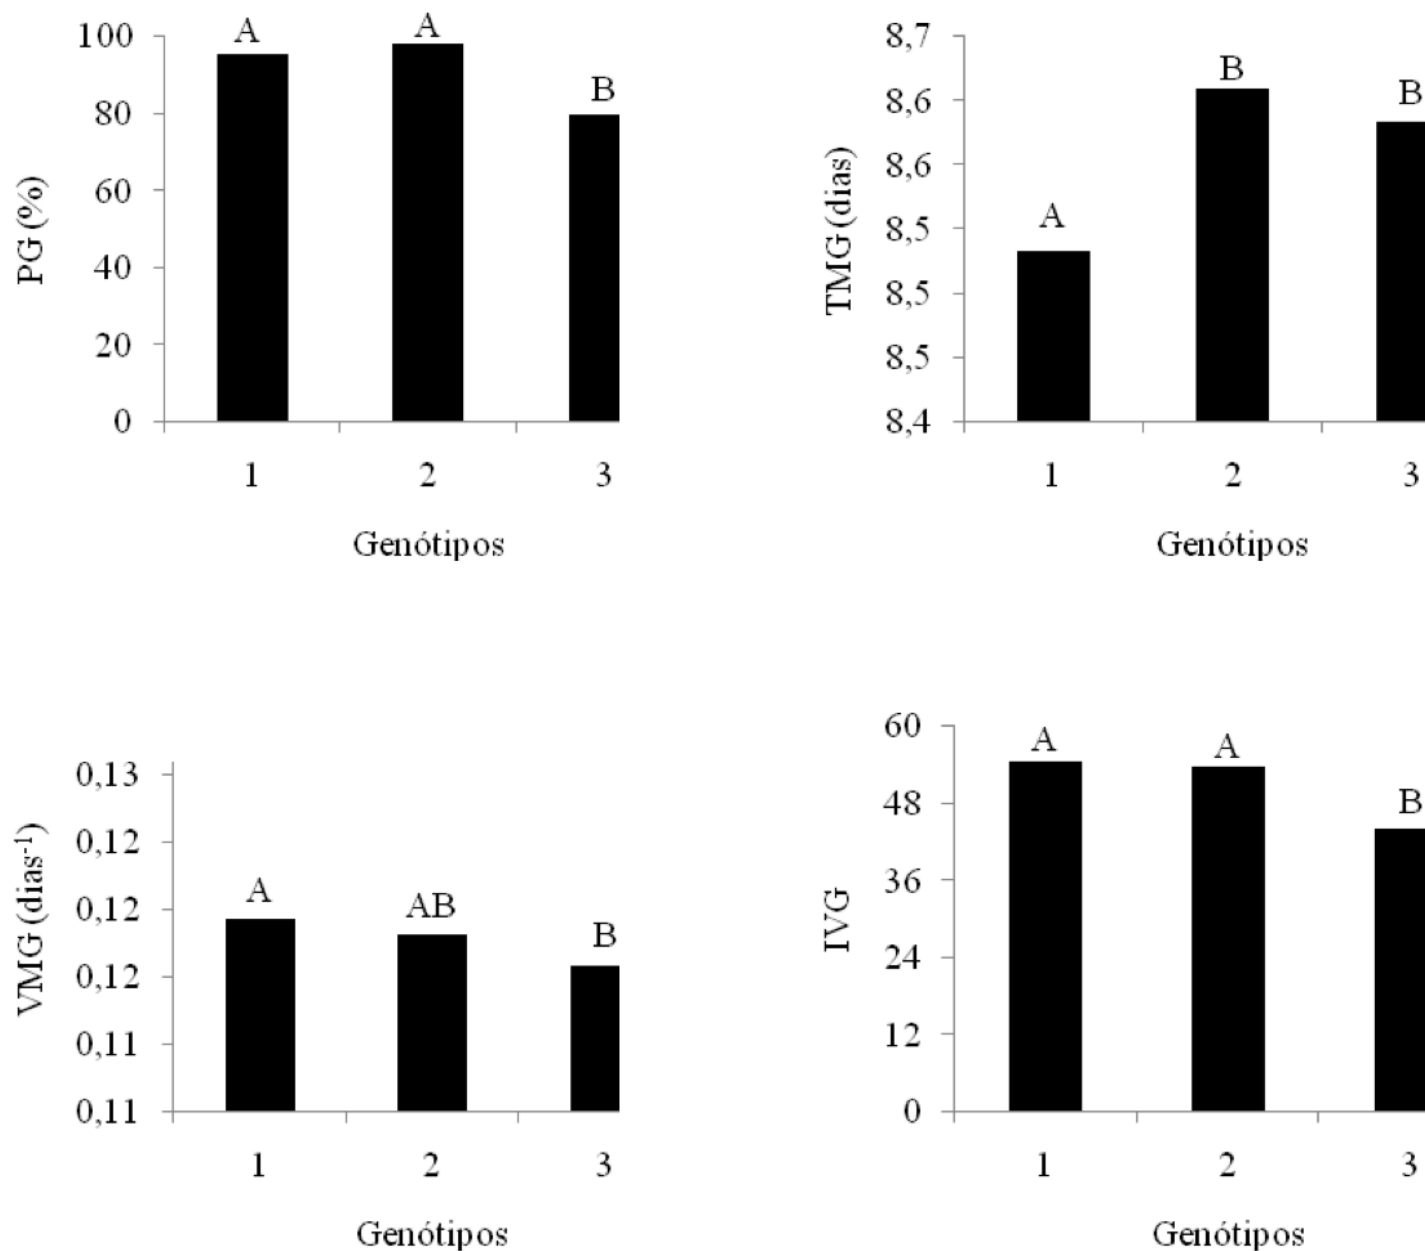 PG (%)
100
80
60
40
20
0
A
A
B
1
2
3
Genótipos
TMG (dias)
8,7
8,6
8,6
8,5
8,5
8,5
8,4
A
B
B
1
2
3
Genótipos
VMG (dias-1)
0,13
0,12
0,12
0,12
0,11
0,11
A
AB
B
1
2
3
Genótipos
IVG
60
48
36
24
12
0
A
A
B
1
2
3
Genótipos